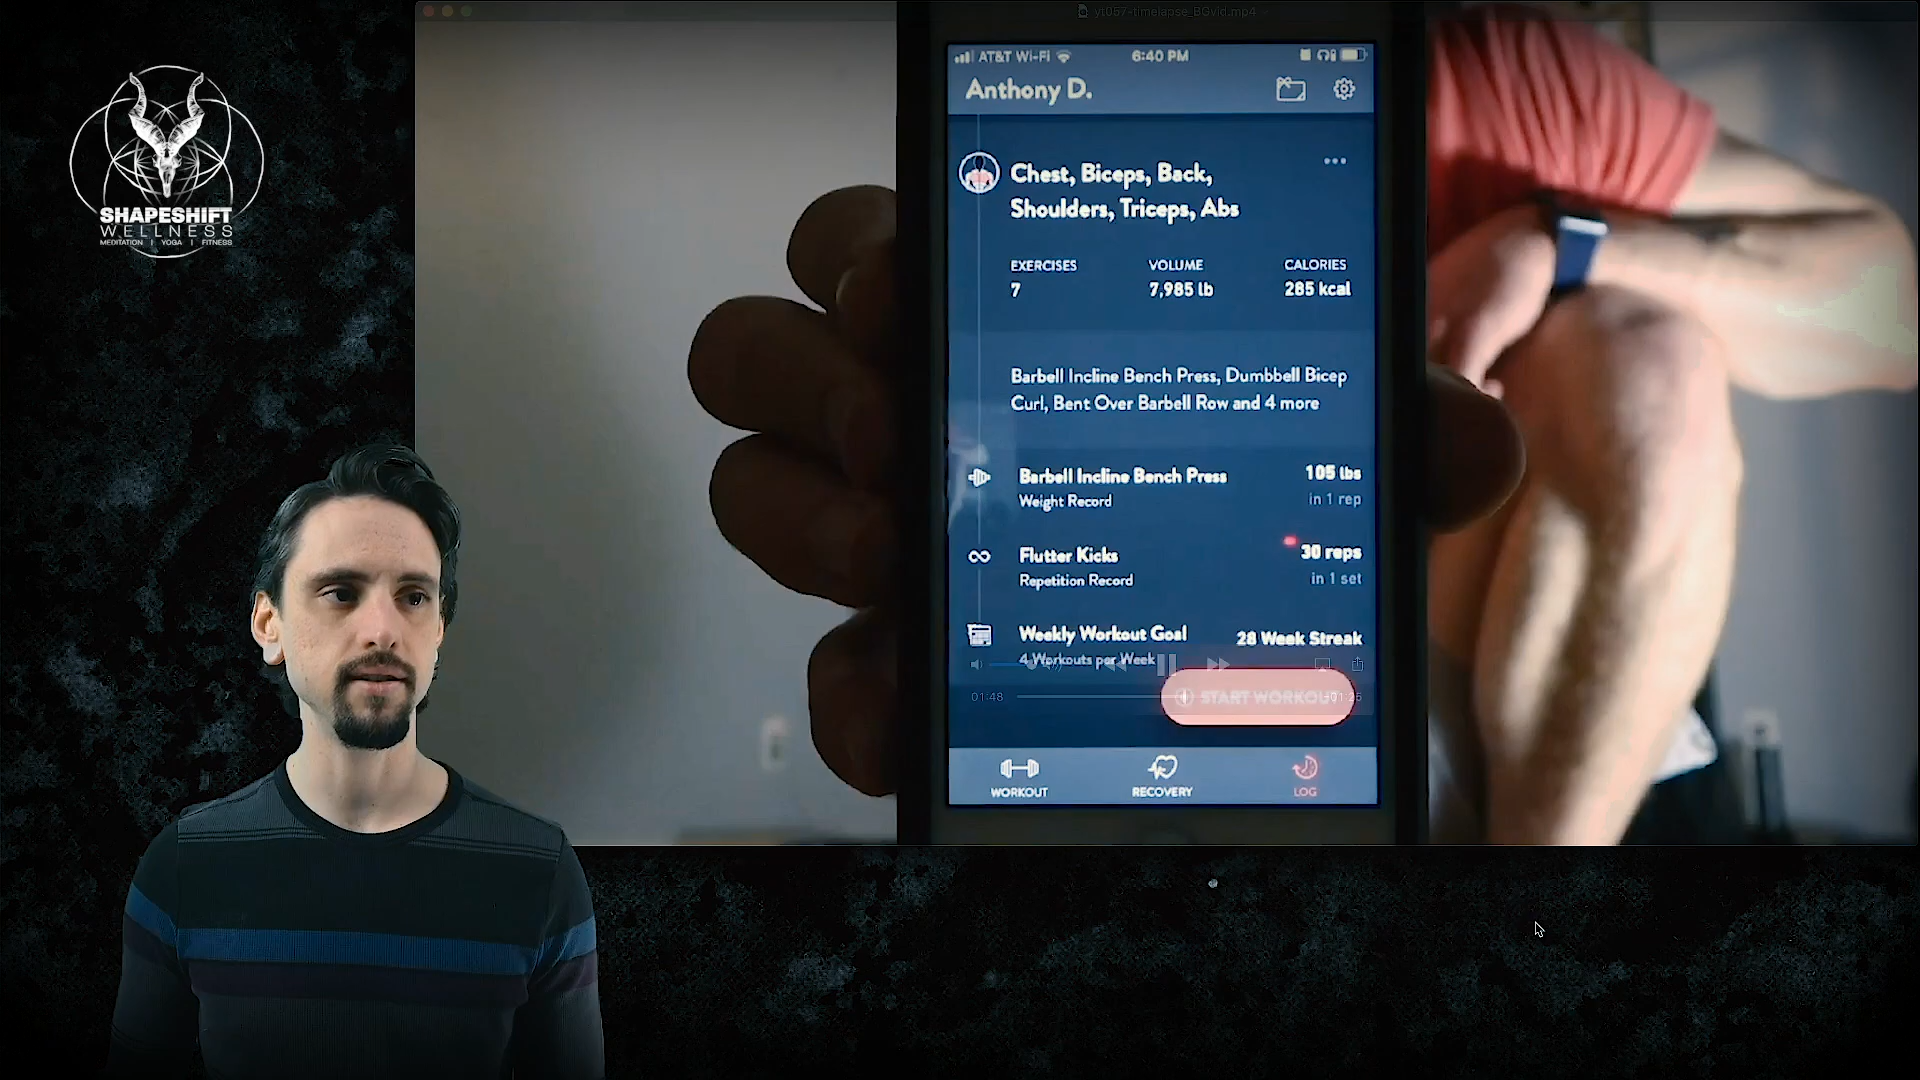 yt057-timelapse_BGvid.mp4
SHAPESHIFT
WELLNESS
MEDITATION | YOGA | FITNESS
AT&T Wi-Fi
6:40 PM
Anthony D.
Chest, Biceps, Back,
Shoulders, Triceps, Abs
EXERCISES
7
VOLUME
7,985 lb
CALORIES
285 kcal
Barbell Incline Bench Press, Dumbbell Bicep
Curl, Bent Over Barbell Row and 4 more
Barbell Incline Bench Press
105 lbs
Weight Record
in 1 rep
Flutter Kicks
30 reps
Repetition Record
in 1 set
Weekly Workout Goal
28 Week Streak
4 Workouts per Week
01:48
START WORKOUT
WORKOUT
RECOVERY
LOG